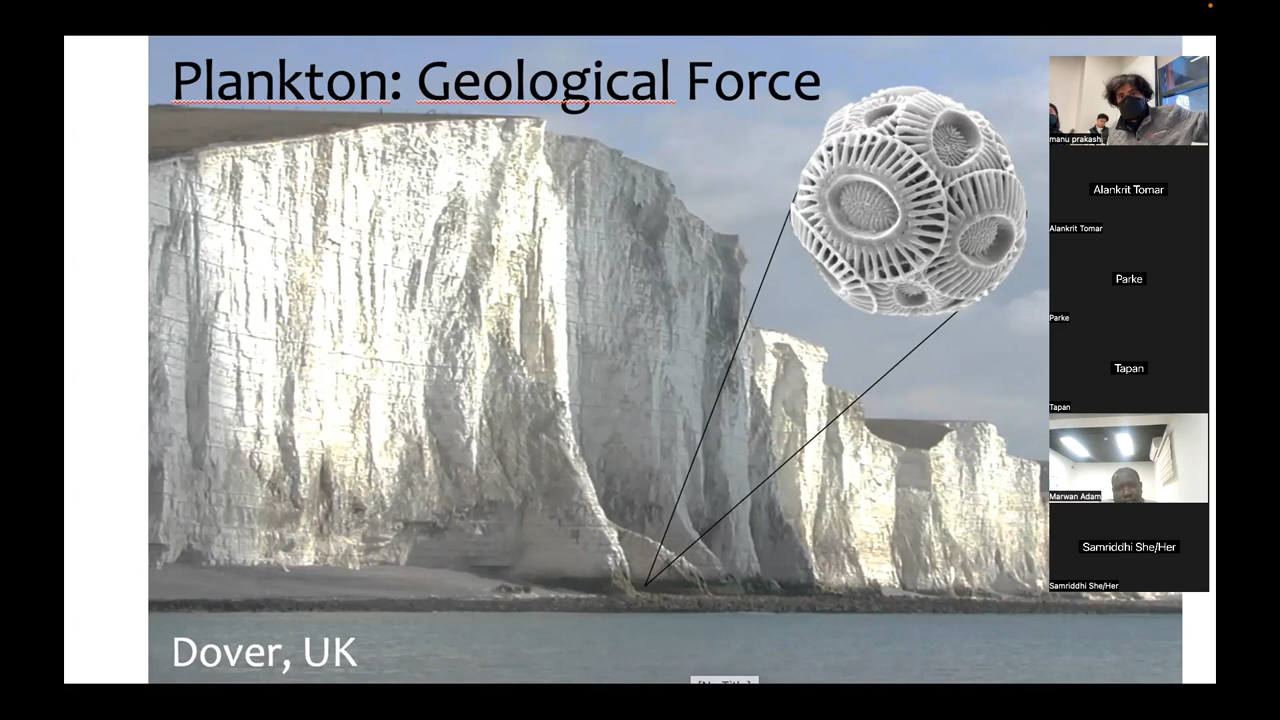 Plankton: Geological Force
manu prakash
Alankrit Tomar
Alankrit Tomar
Parke
Parke
Tapan
Tapan
Marwan Adam
Samriddhi She/Her
Samriddhi She/Her
Dover, UK